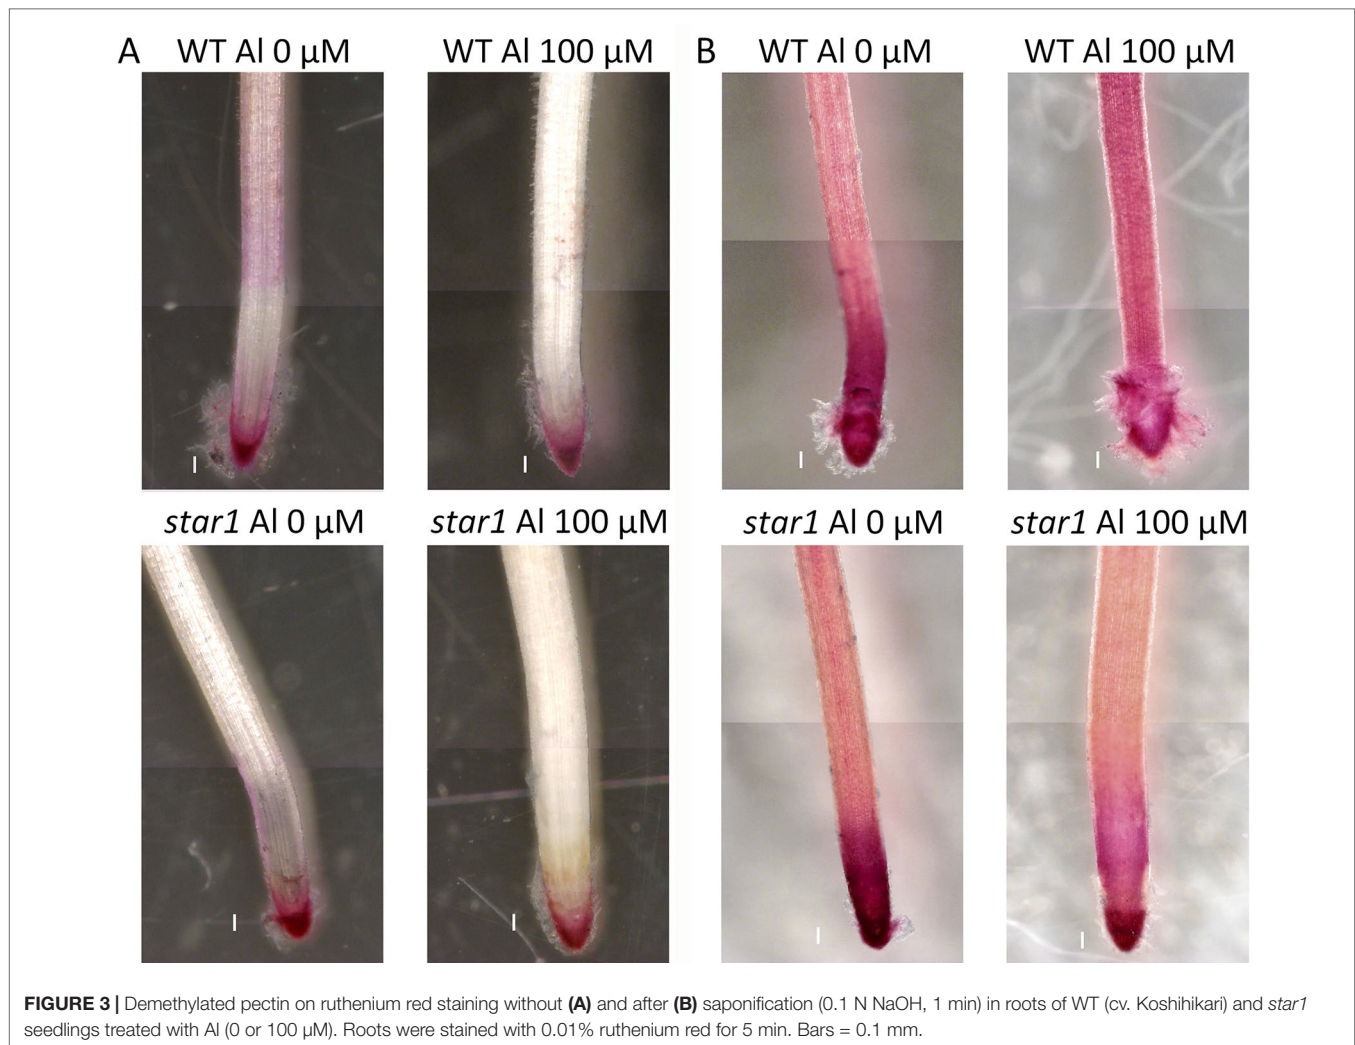 A WT Al 0 μM WT Al 100 μM B WT Al 0 μM WT Al 100 μM
star1 Al 0 μM star1 Al 100 μM star1 Al 0 μM star1 Al 100 μM
FIGURE 3 | Demethylated pectin on ruthenium red staining without (A) and after (B) saponification (0.1 N NaOH, 1 min) in roots of WT (cv. Koshihikari) and star1
seedlings treated with Al (0 or 100 μM). Roots were stained with 0.01% ruthenium red for 5 min. Bars = 0.1 mm.